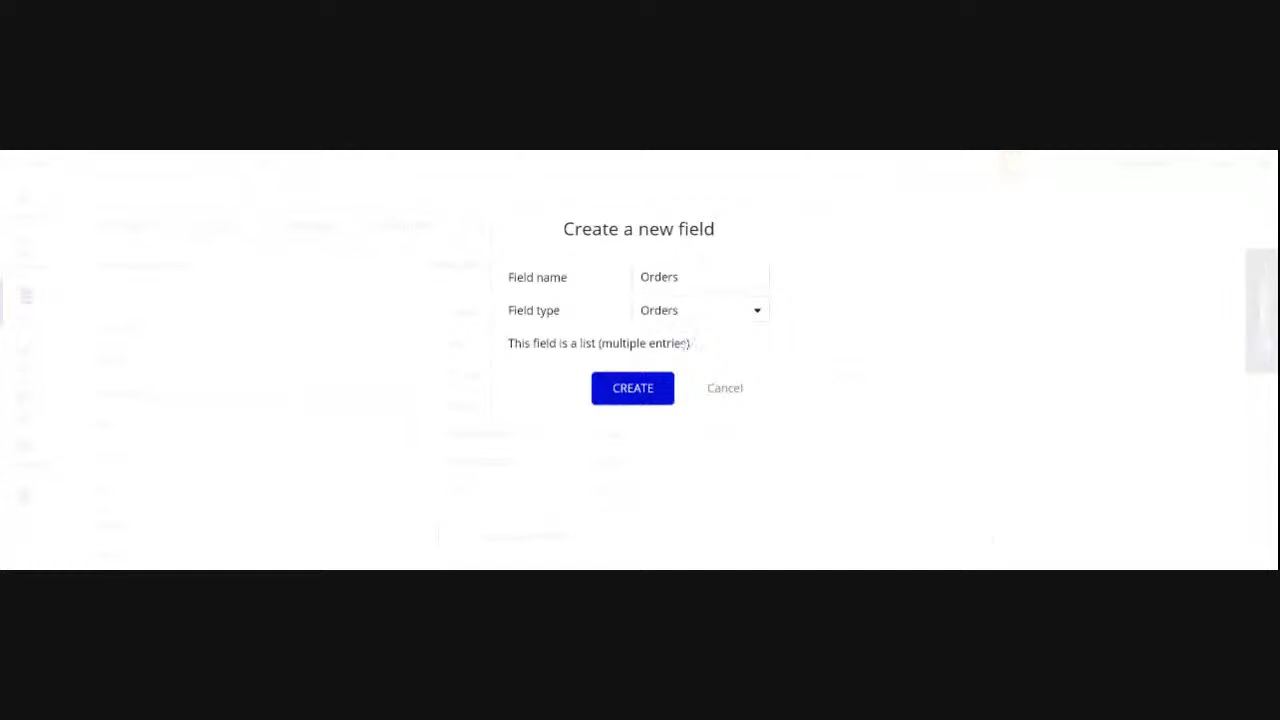 Create a new field
Field name Orders
Field type Orders
This field is a list (multiple entries)
CREATE Cancel